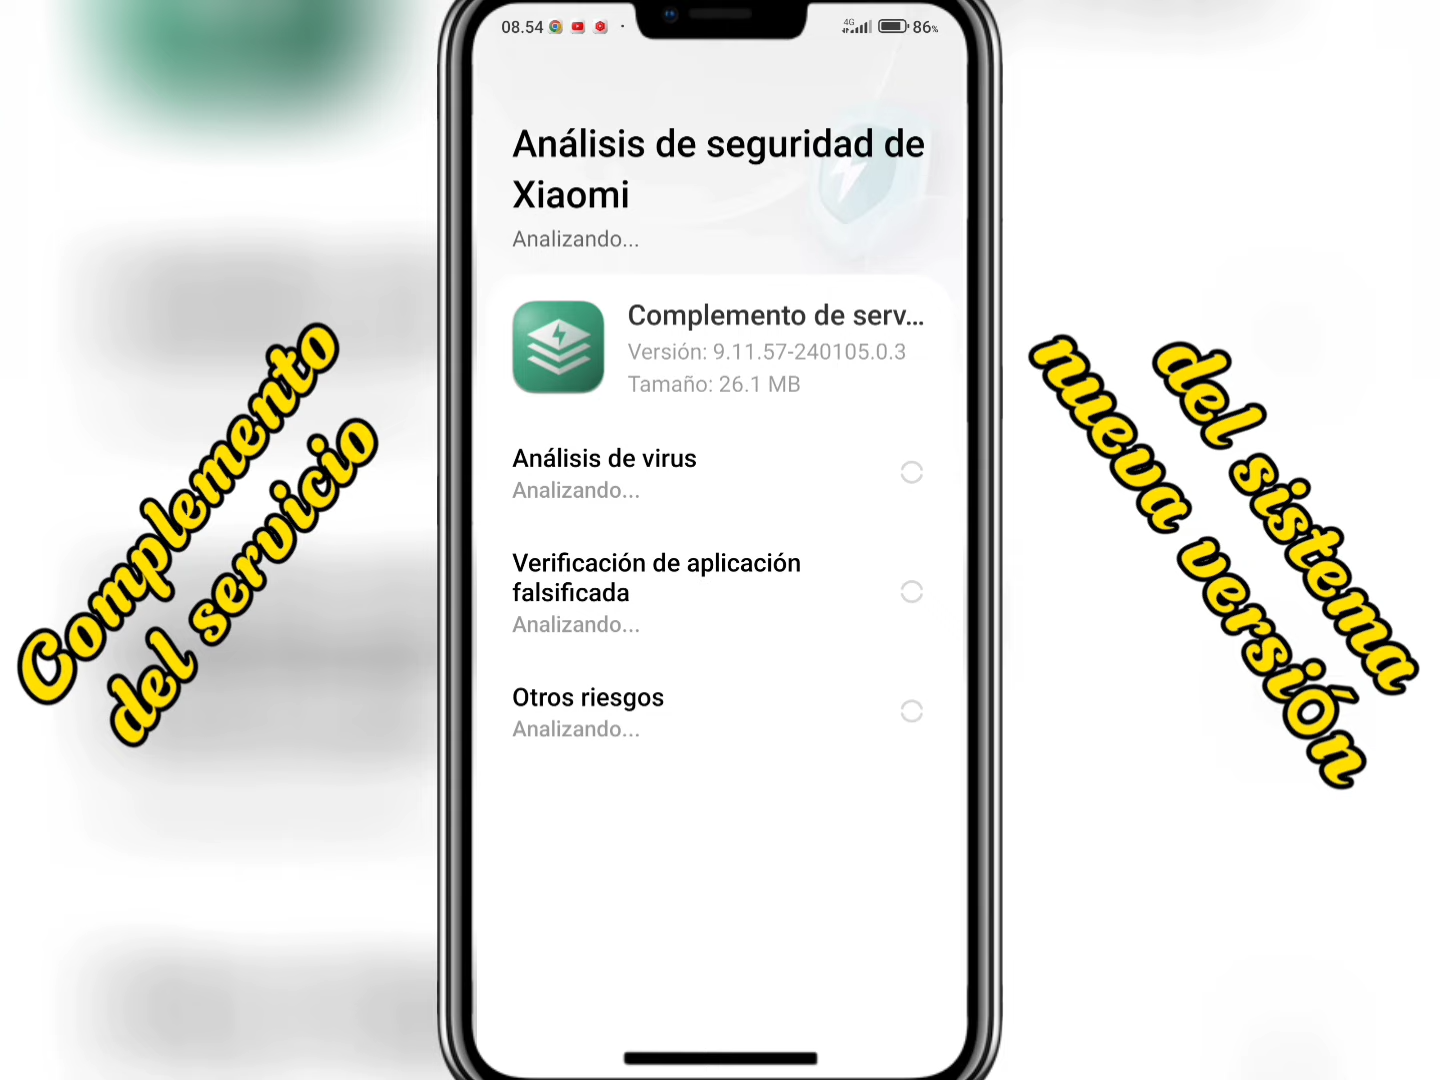 08.54
4G
86%
Análisis de seguridad de
Xiaomi
Analizando...
Complemento de serv...
Versión: 9.11.57-240105.0.3
Tamaño: 26.1 MB
Análisis de virus
Analizando...
Verificación de aplicación
falsificada
Analizando...
Otros riesgos
Analizando...
Complemento
del servicio
del sistema
nueva versión